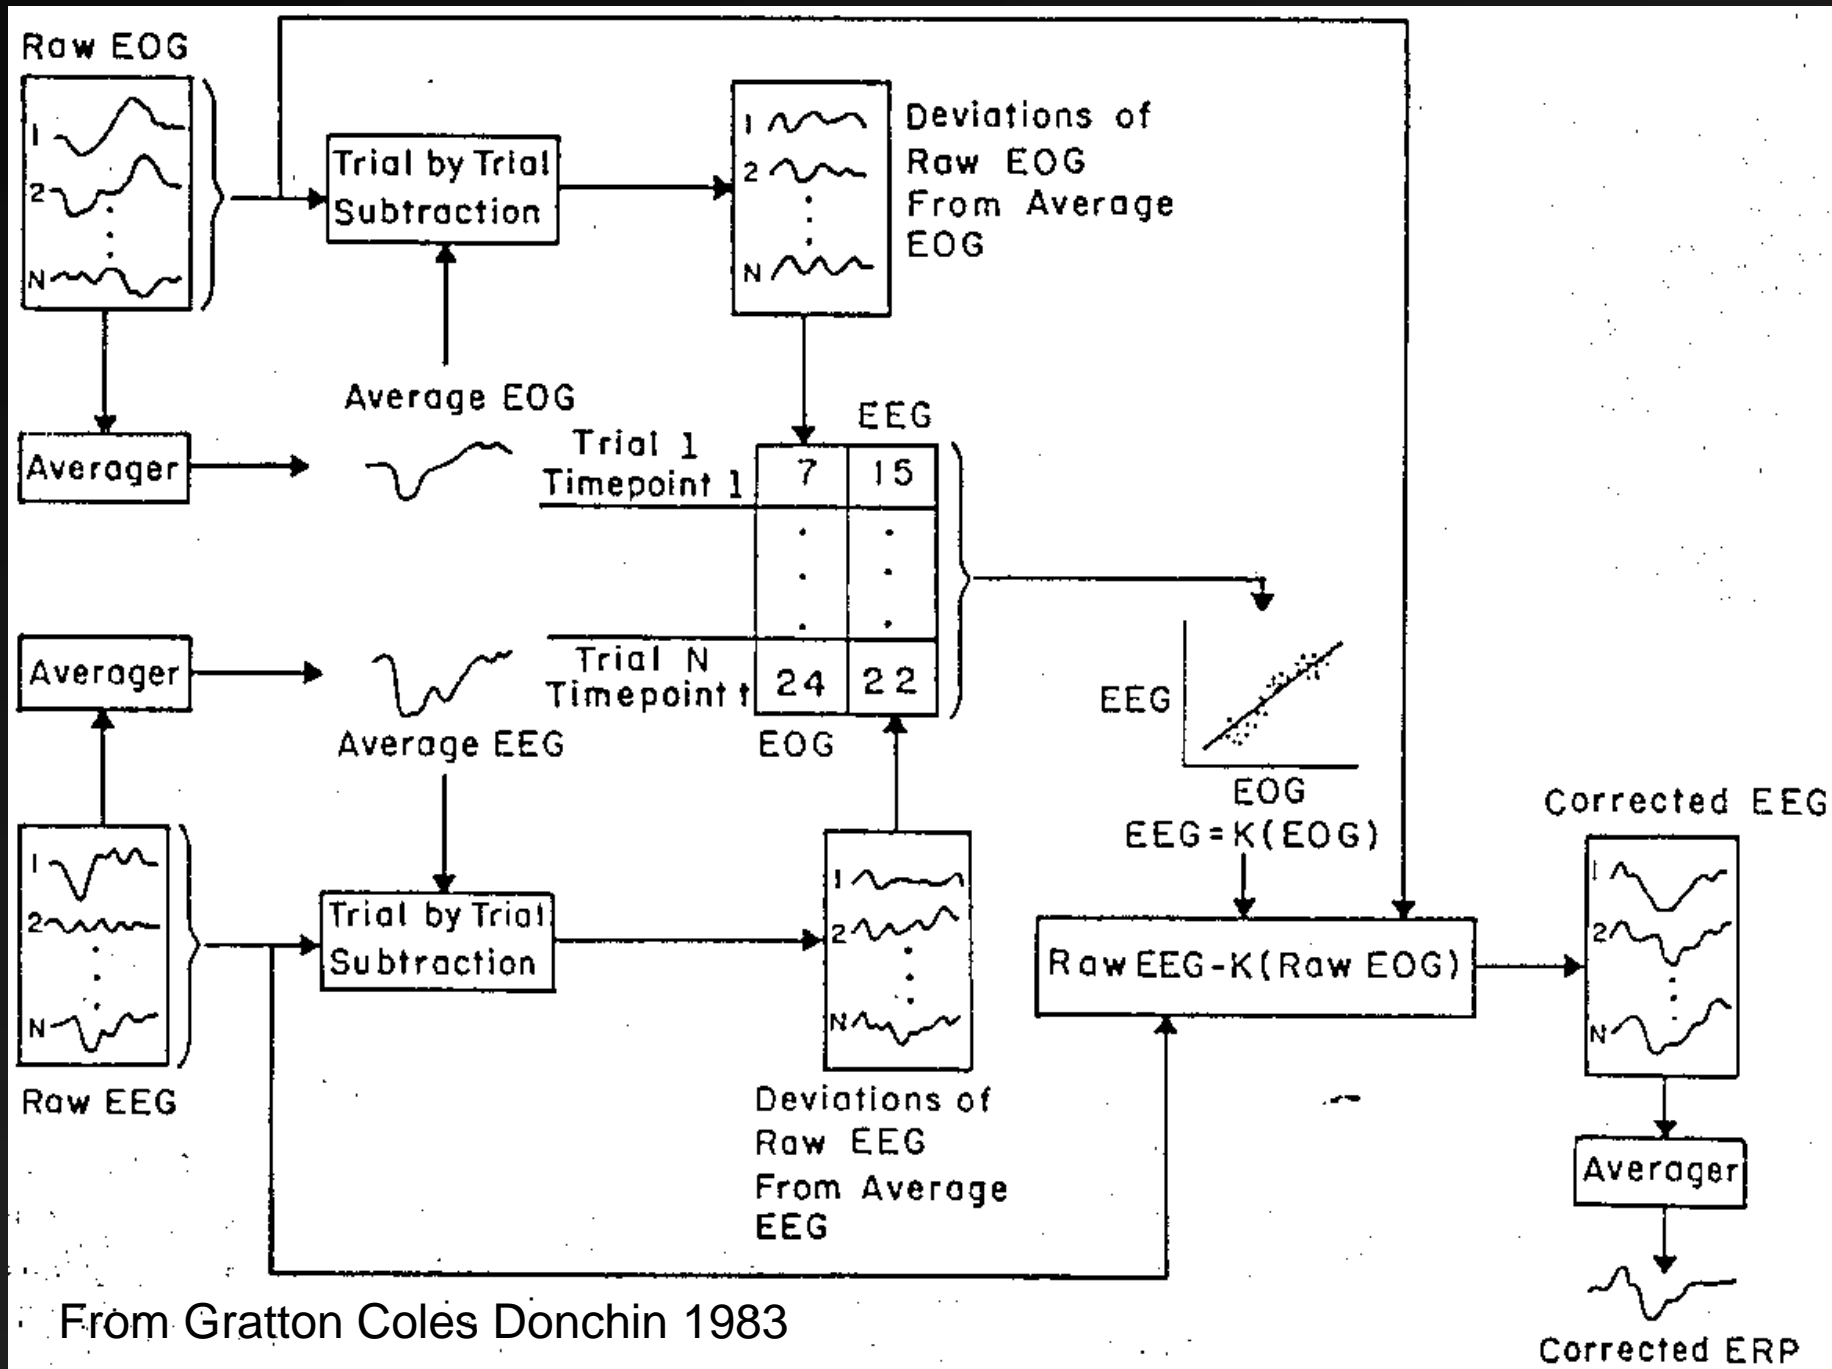 Raw EOG
1
2
N
Trial by Trial
Subtraction
1
2
N
Deviations of
Raw EOG
From Average
EOG
Average EOG
Averager
Trial 1
Timepoint 1
EEG
7 15
Averager
Trial N
Timepoint t
24 22
EOG
Average EEG
EEG
EOG
EEG=K(EOG)
1
2
N
Raw EEG
Trial by Trial
Subtraction
1
2
N
Deviations of
Raw EEG
From Average
EEG
Raw EEG-K(Raw EOG)
Corrected EEG
1
2
N
Averager
Corrected ERP
From Gratton Coles Donchin 1983